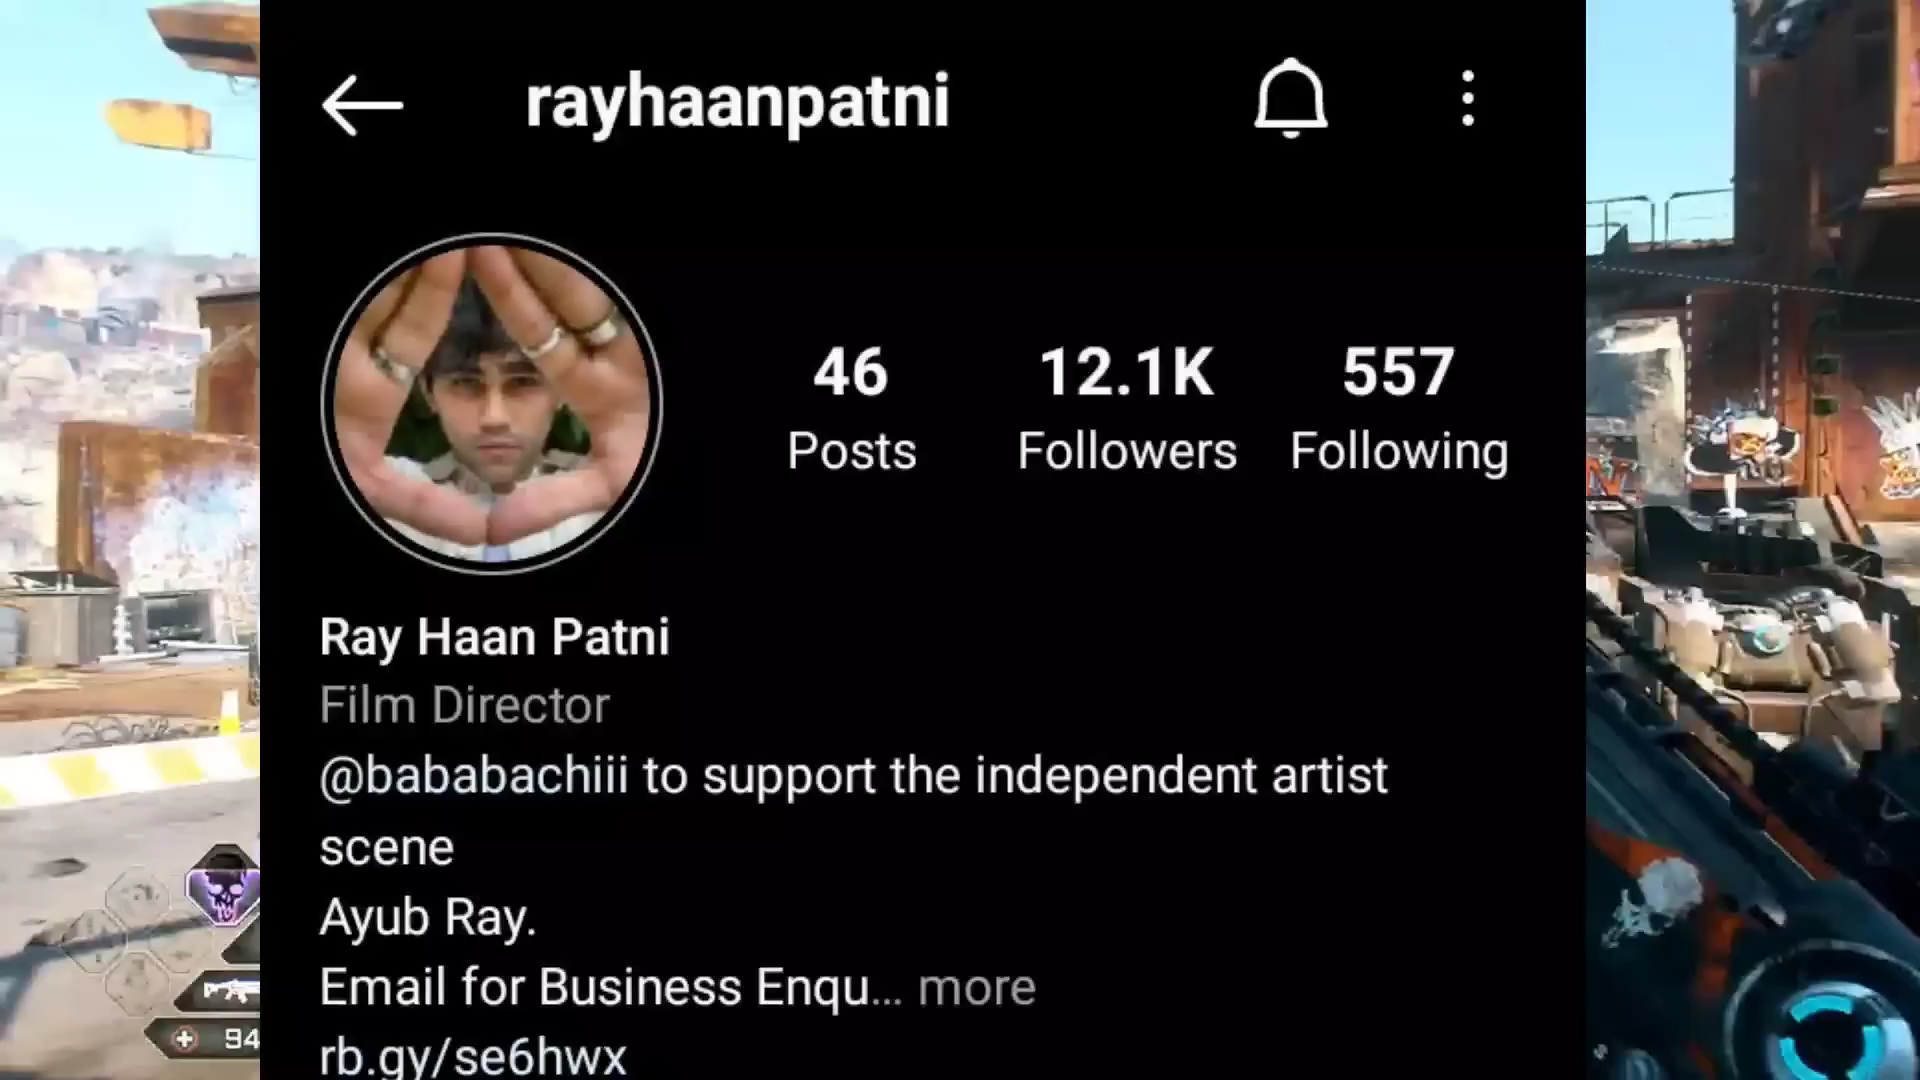 rayhaanpatni
46 12.1K 557
Posts Followers Following
Ray Haan Patni
Film Director
@bababachiii to support the independent artist
scene
Ayub Ray.
Email for Business Enqu... more
rb.gy/se6hwx
94